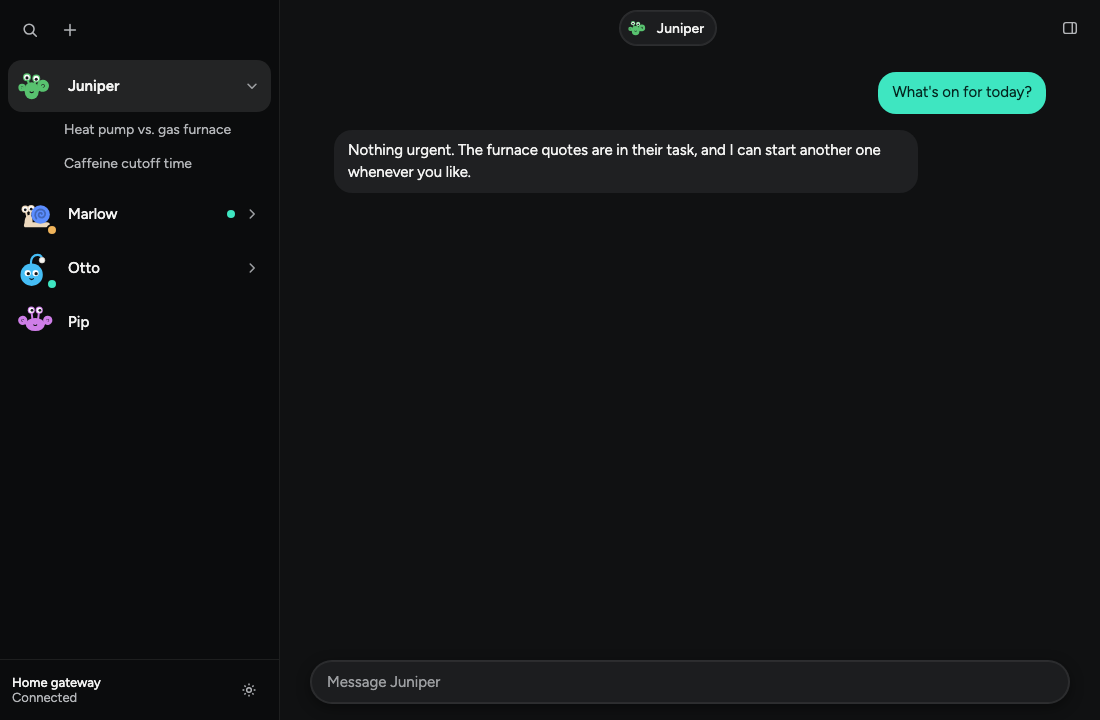 Juniper
Heat pump vs. gas furnace
Caffeine cutoff time
Marlow
Otto
Pip
Home gateway
Connected
Juniper
What's on for today?
Nothing urgent. The furnace quotes are in their task, and I can start another one
whenever you like.
Message Juniper